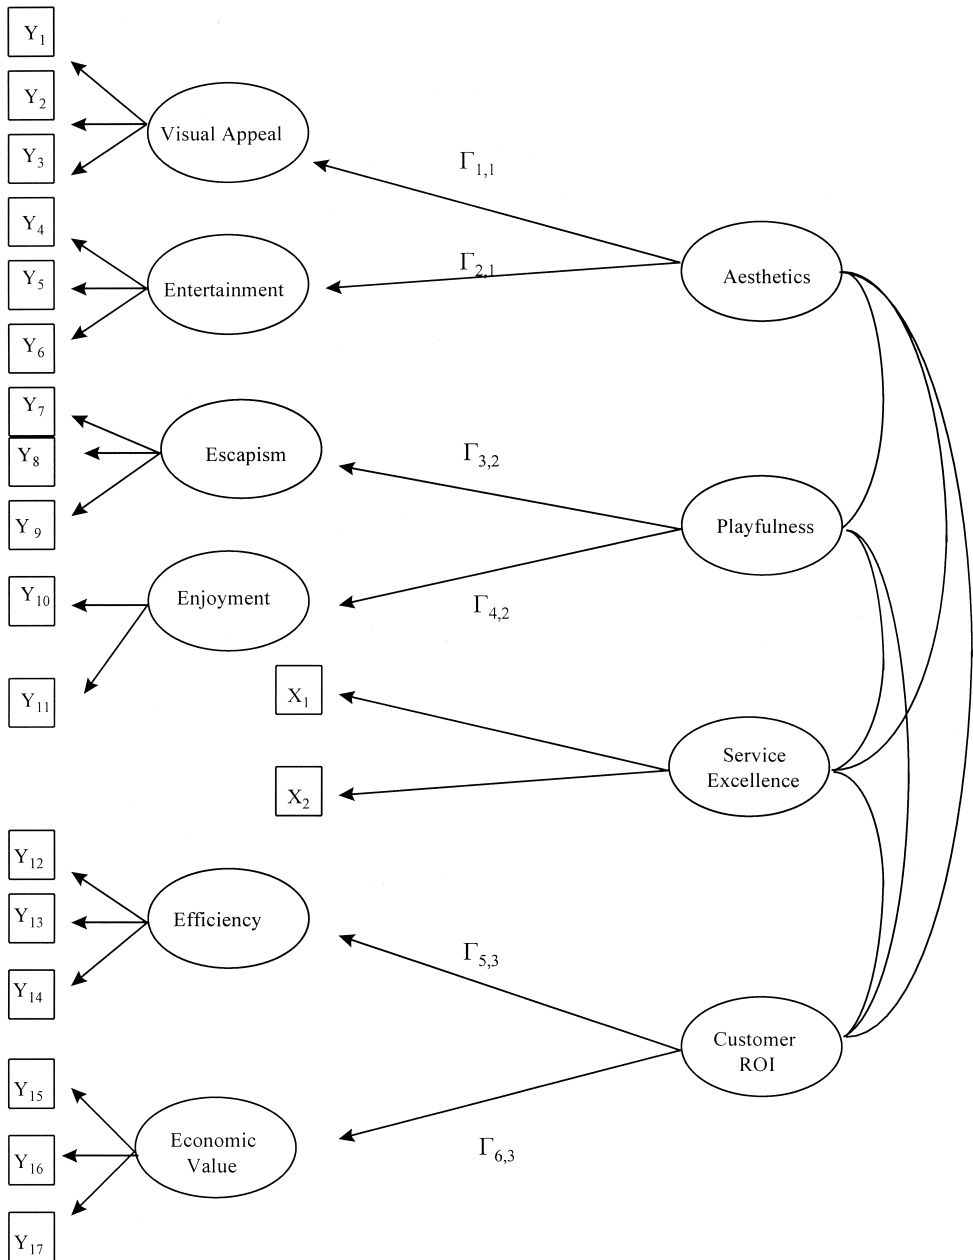 Y1
Y2
Visual Appeal
Y3
Γ1,1
Y4
Γ2,1
Y5
Entertainment
Aesthetics
Y6
Y7
Γ3,2
Y8
Escapism
Y9
Playfulness
Y10
Enjoyment
Γ4,2
Y11
X1
Service
Excellence
X2
Y12
Y13
Efficiency
Γ5,3
Y14
Customer
ROI
Y15
Economic
Value
Γ6,3
Y16
Y17